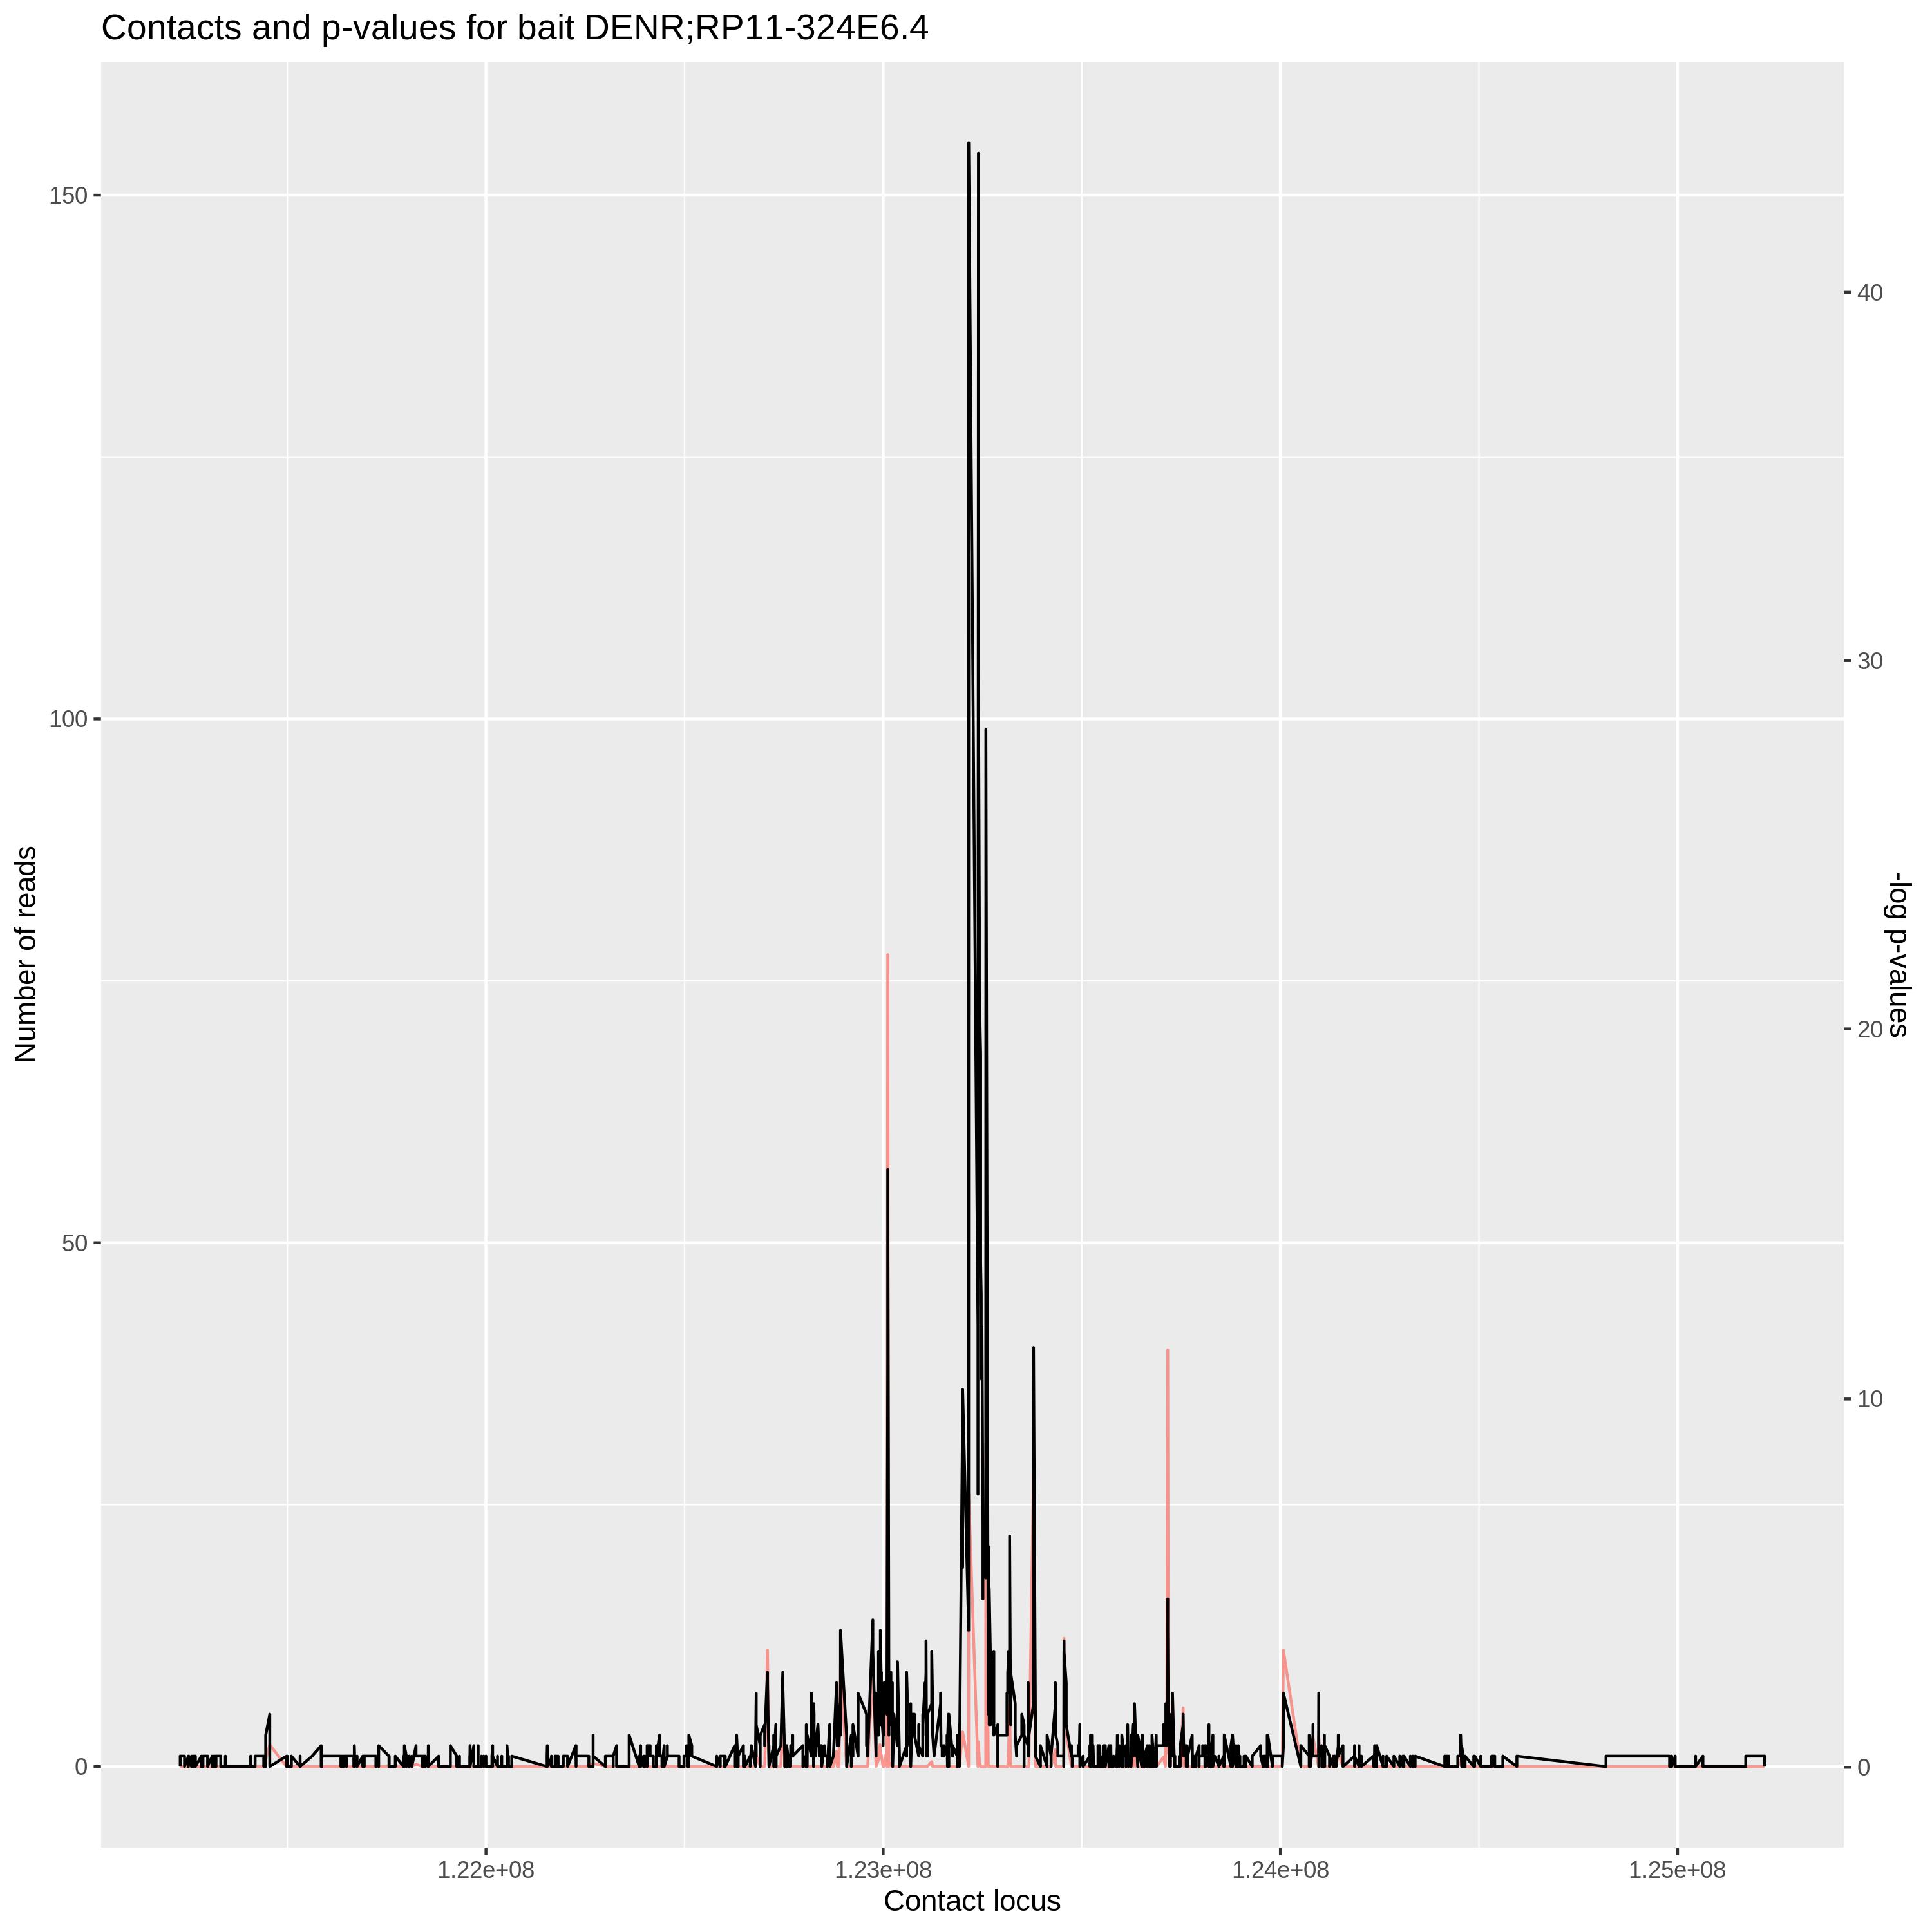 Contacts and p-values for bait DENR;RP11-324E6.4
150
100
50
0
Number of reads
40
30
20
10
0
-log p-values
1.22e+08 1.23e+08 1.24e+08 1.25e+08
Contact locus